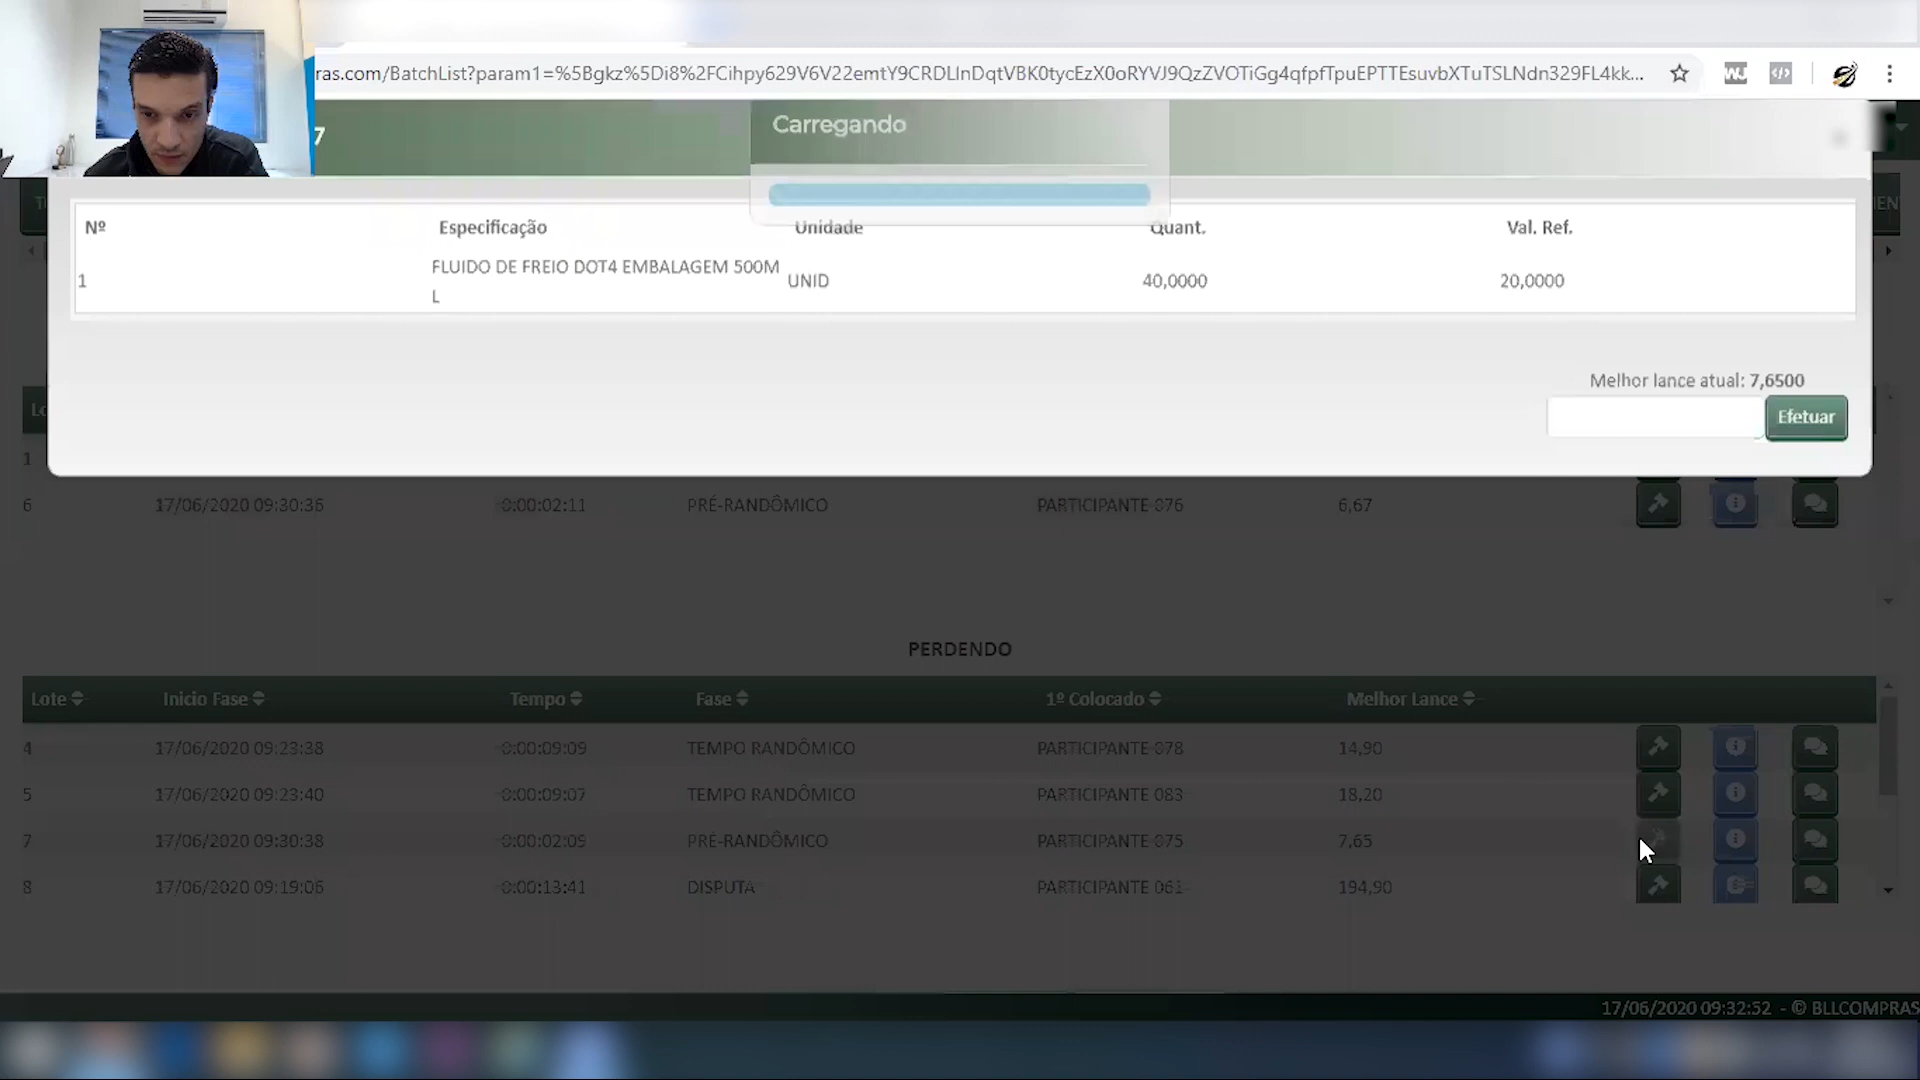 ras.com/BatchList?param1=%5Bgkz%5Di8%2FCihpy629V6V22emtY9CRDLlnDqtVBK0tycEzX0oRYVJ9QzZVOTiGg4qfpfTpuEPTTEsuvbXTuTSLNdn329FL4kk...
7
Carregando
Nº Especificação Unidade Quant. Val. Ref.
1 FLUIDO DE FREIO DOT4 EMBALAGEM 500M
L UNID 40,0000 20,0000
Melhor lance atual: 7,6500
Efetuar
1
6 17/06/2020 09:30:36 0:00:02:11 PRÉ-RANDÔMICO PARTICIPANTE 076 6,67
PERDENDO
Lote Inicio Fase Tempo Fase 1º Colocado Melhor Lance
4 17/06/2020 09:23:38 0:00:09:09 TEMPO RANDÔMICO PARTICIPANTE 078 14,90
5 17/06/2020 09:23:40 0:00:09:07 TEMPO RANDÔMICO PARTICIPANTE 083 18,20
7 17/06/2020 09:30:38 0:00:02:09 PRÉ-RANDÔMICO PARTICIPANTE 075 7,65
8 17/06/2020 09:19:06 0:00:13:41 DISPUTA PARTICIPANTE 061 194,90
17/06/2020 09:32:52 - © BLLCOMPRAS